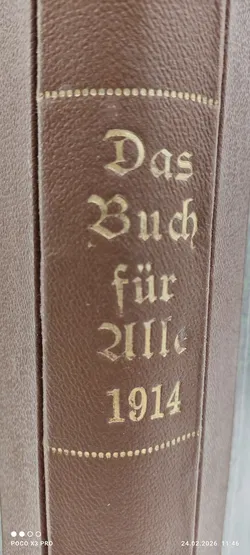 Das
Buch
für
Alle
1914
POCO X3 PRO
24.02.2026 11:46